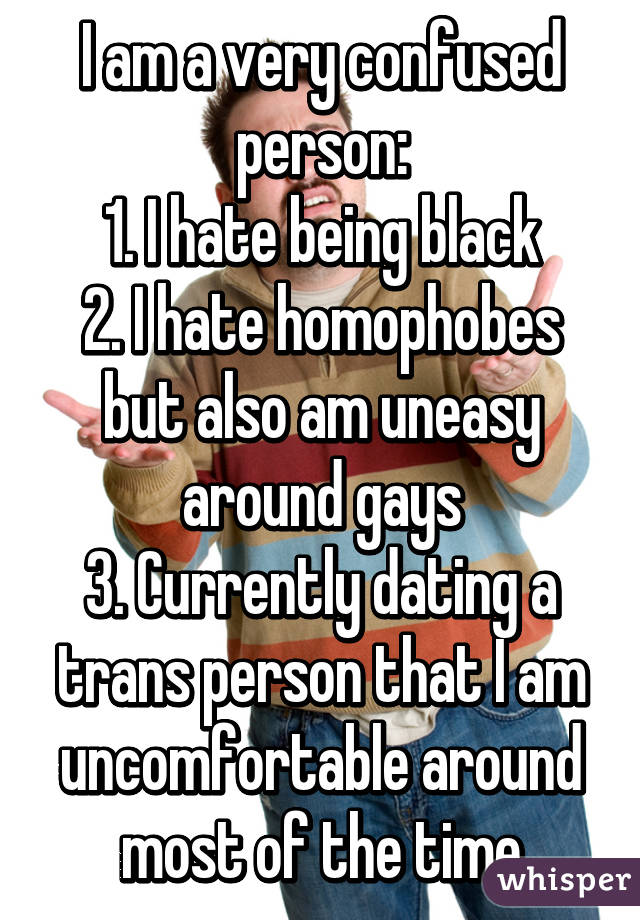 I am a very confused
person:
1. I hate being black
2. I hate homophobes
but also am uneasy
around gays
3. Currently dating a
trans person that I am
uncomfortable around
most of the time
whisper